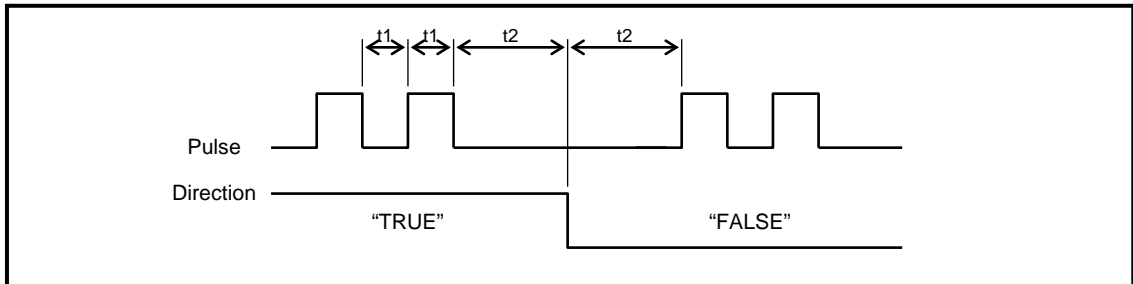 t1 t1 t2 t2
Pulse
Direction
“TRUE” “FALSE”